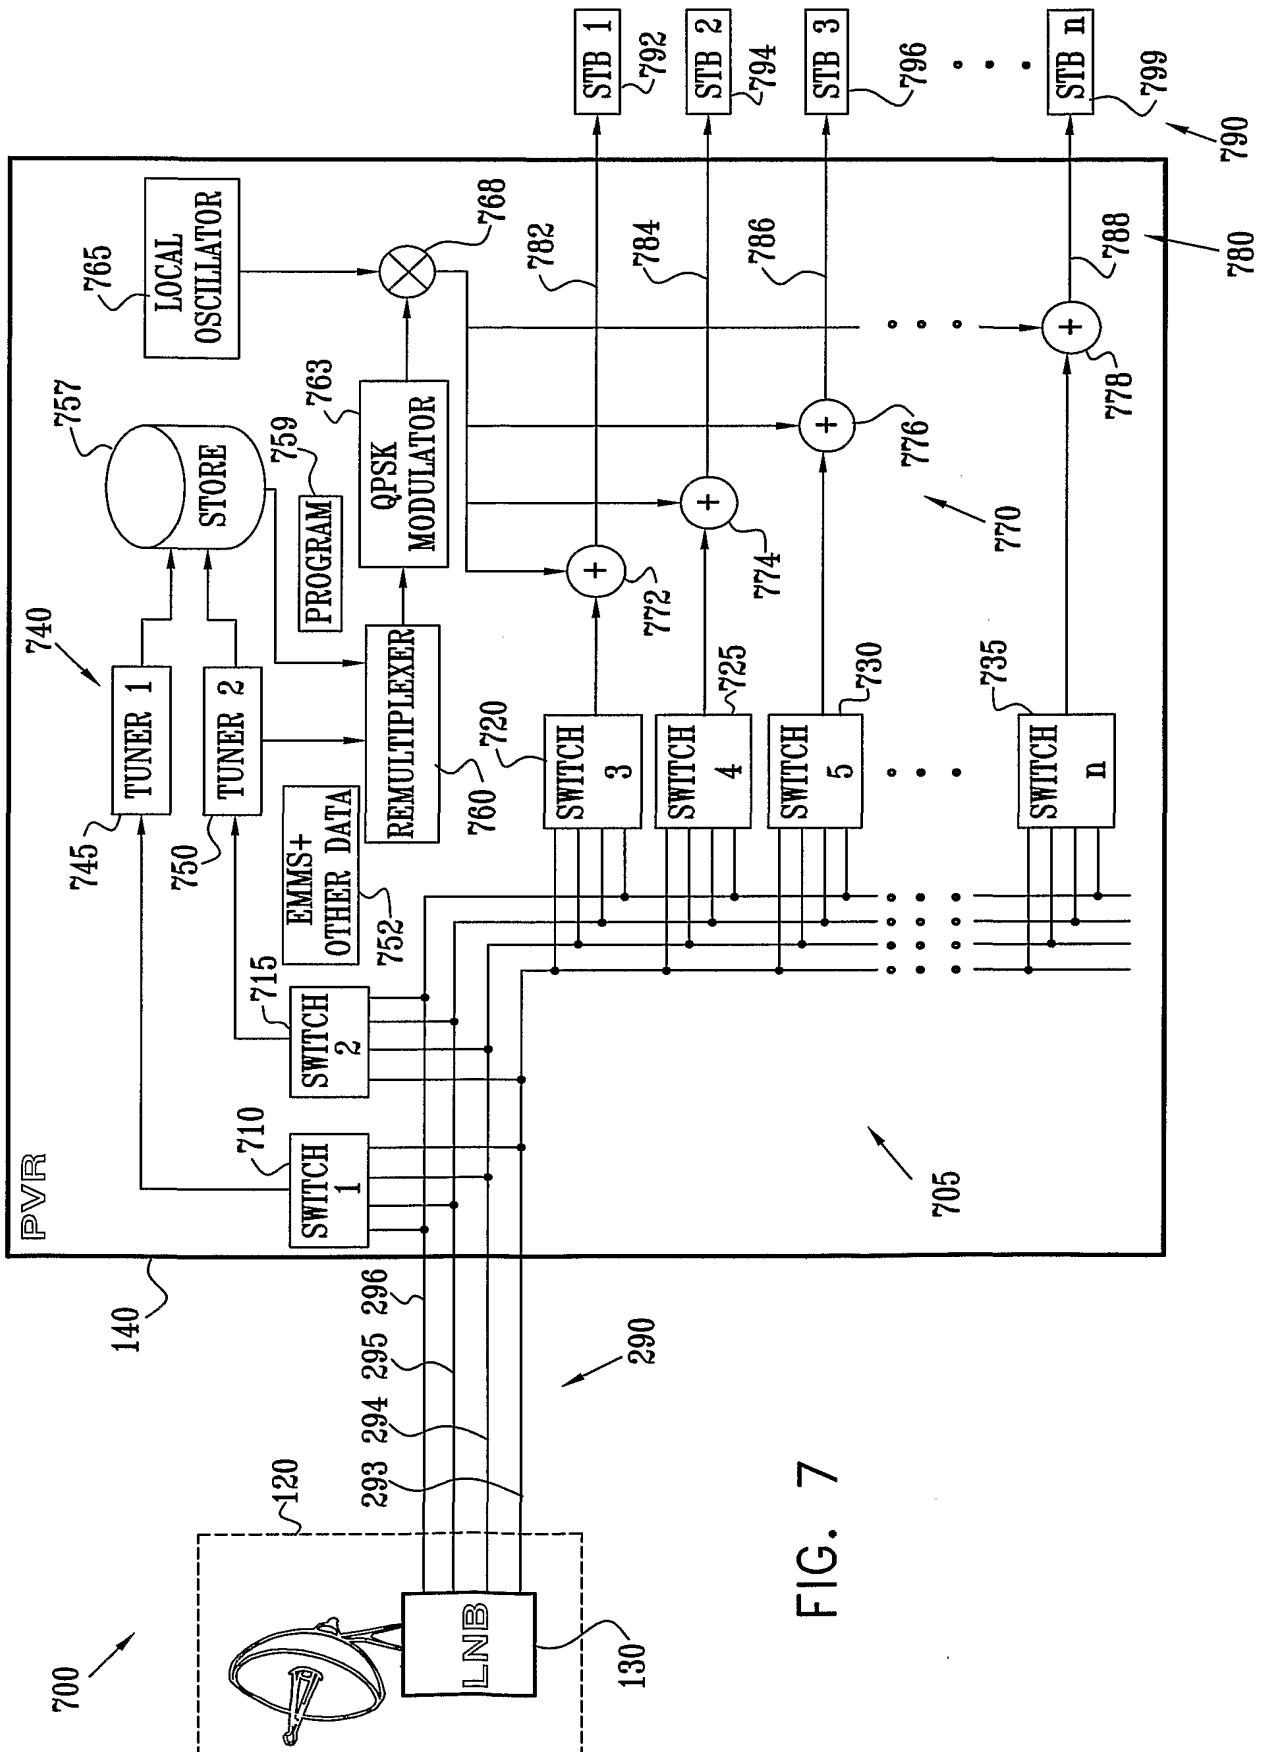 700
120
LNB
130
293
294
295
296
290
FIG. 7
140
PVR
705
710
SWITCH
1
715
SWITCH
2
745
TUNER 1
740
750
TUNER 2
752
EMMS+
OTHER DATA
757
STORE
759
PROGRAM
760
REMULTIPLEXER
763
QPSK
MODULATOR
765
LOCAL
OSCILLATOR
768
720
SWITCH
3
725
SWITCH
4
730
SWITCH
5
735
SWITCH
n
772
774
776
778
770
782
784
786
788
780
STB 1
792
STB 2
794
STB 3
796
STB n
799
790